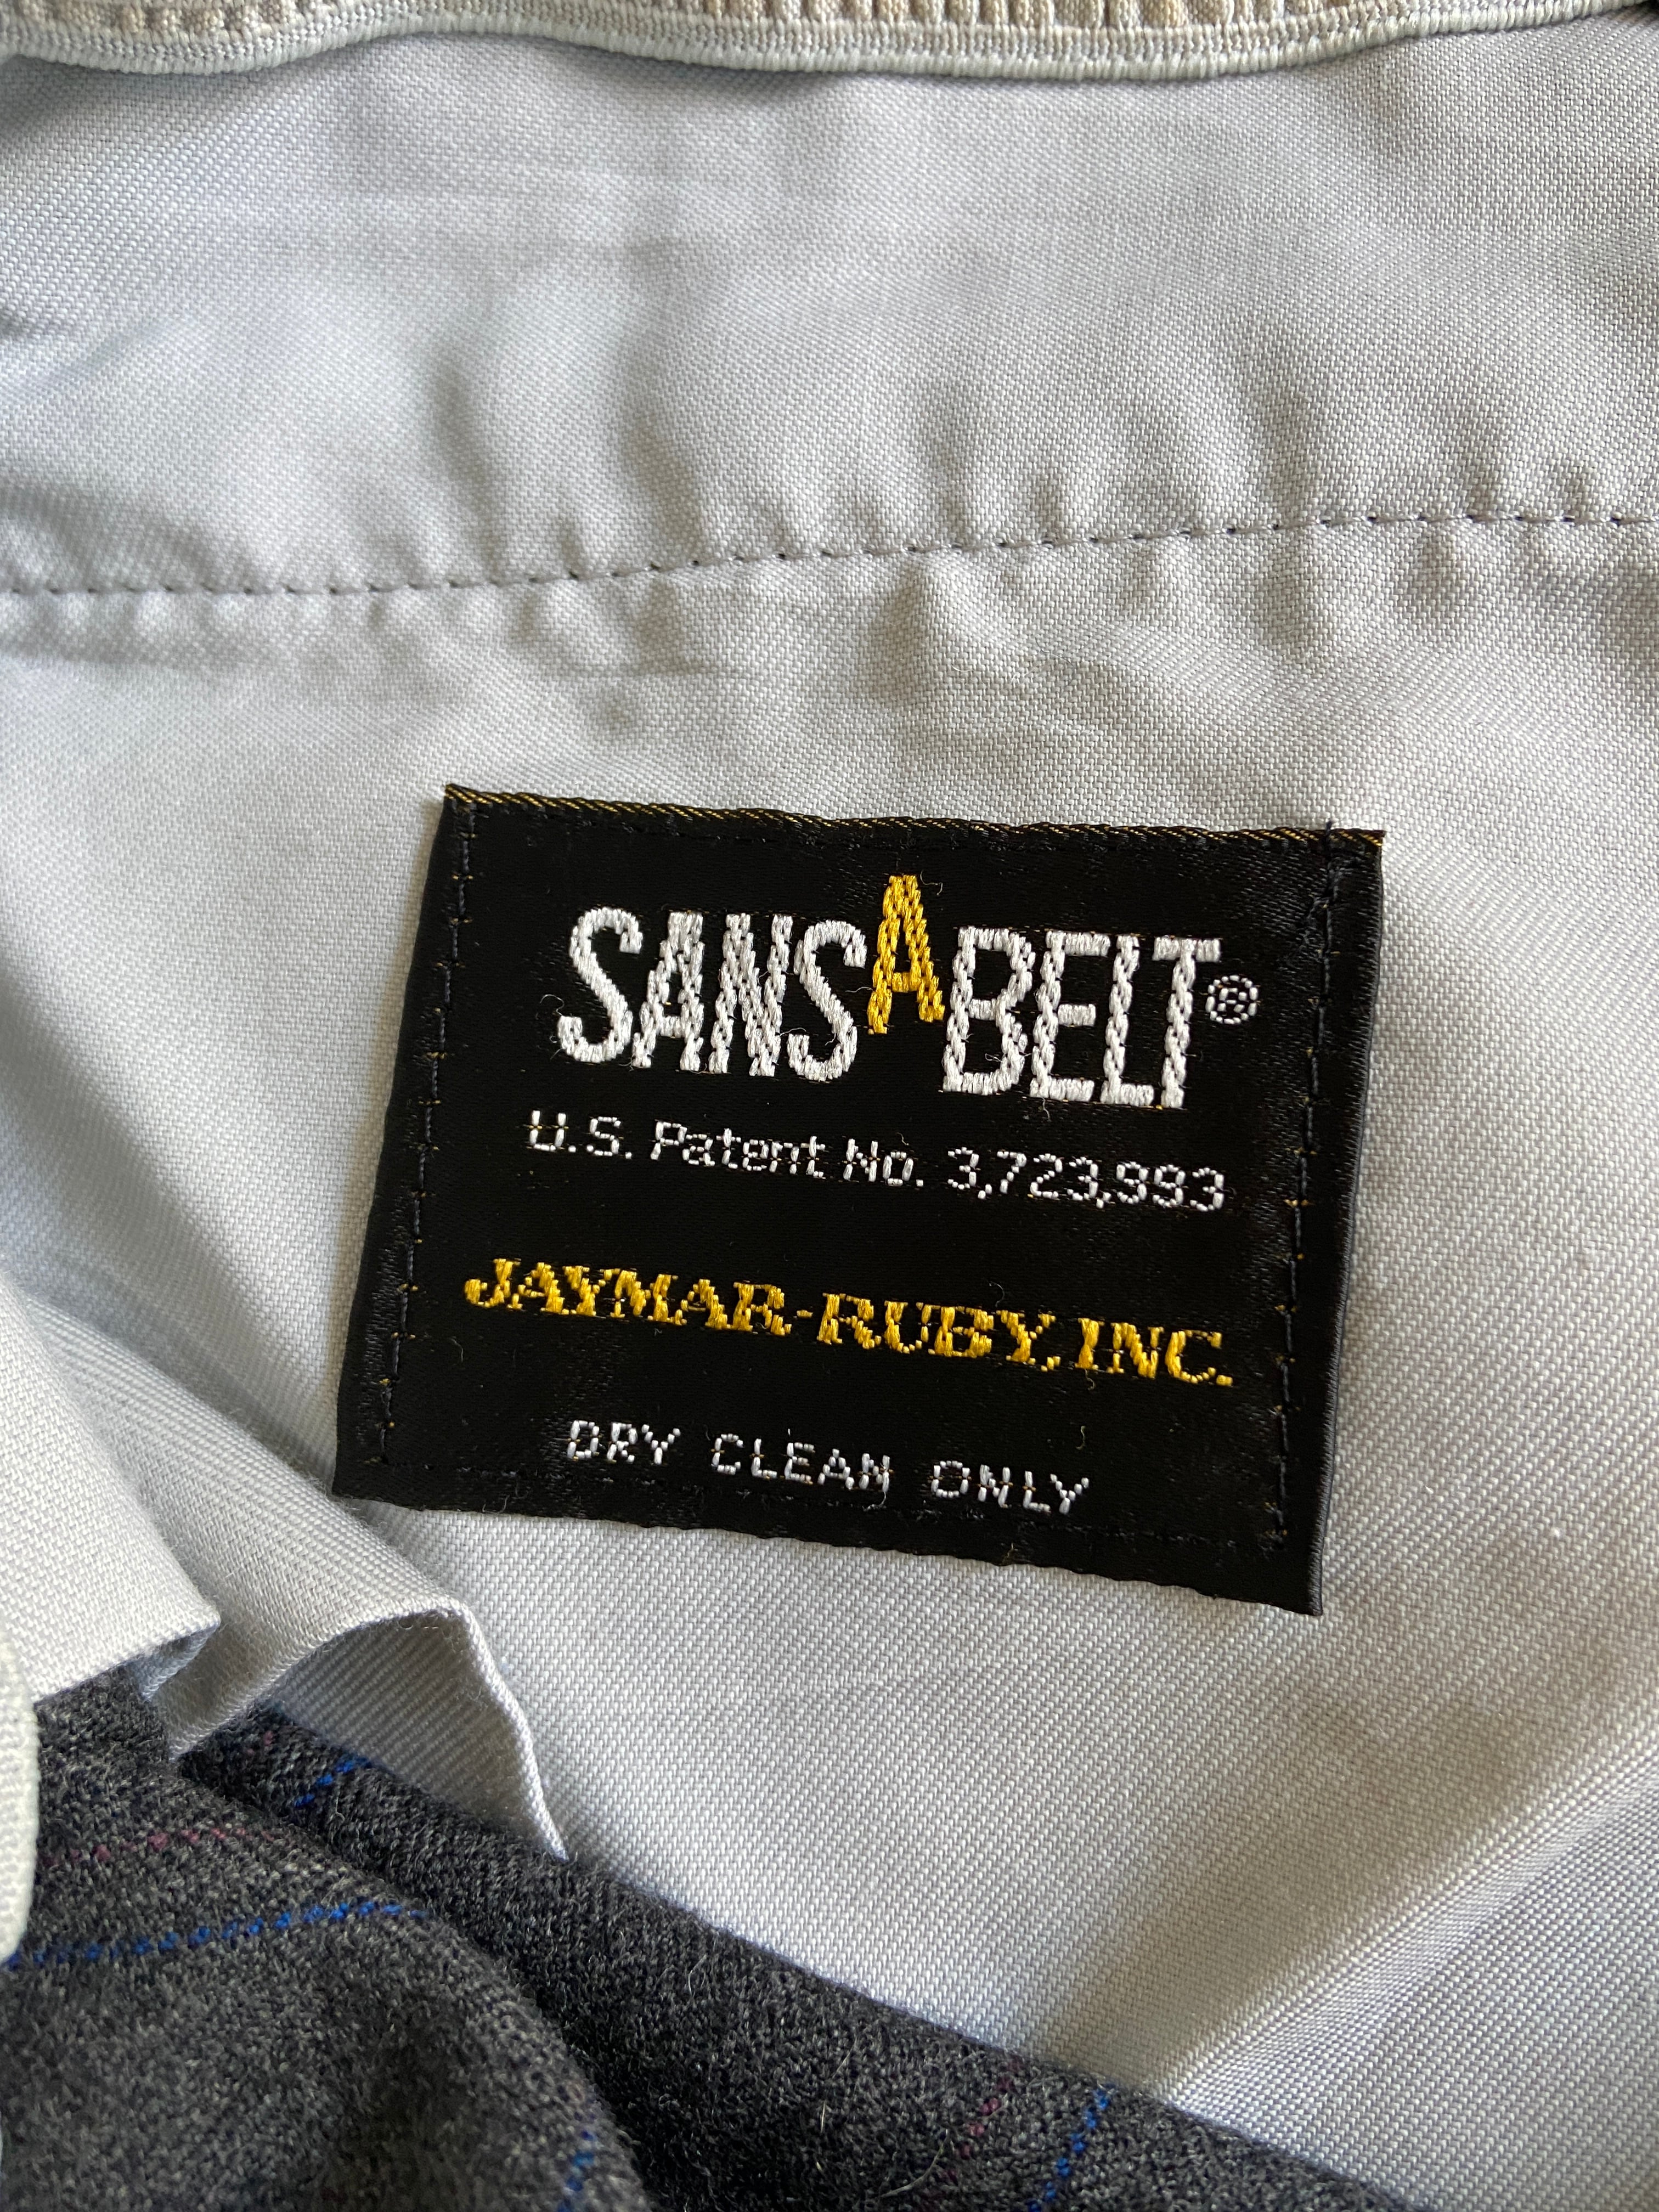 SANSABELT®
U.S. Patent No. 3,723,993
JAYMAR-RUBY, INC.
DRY CLEAN ONLY